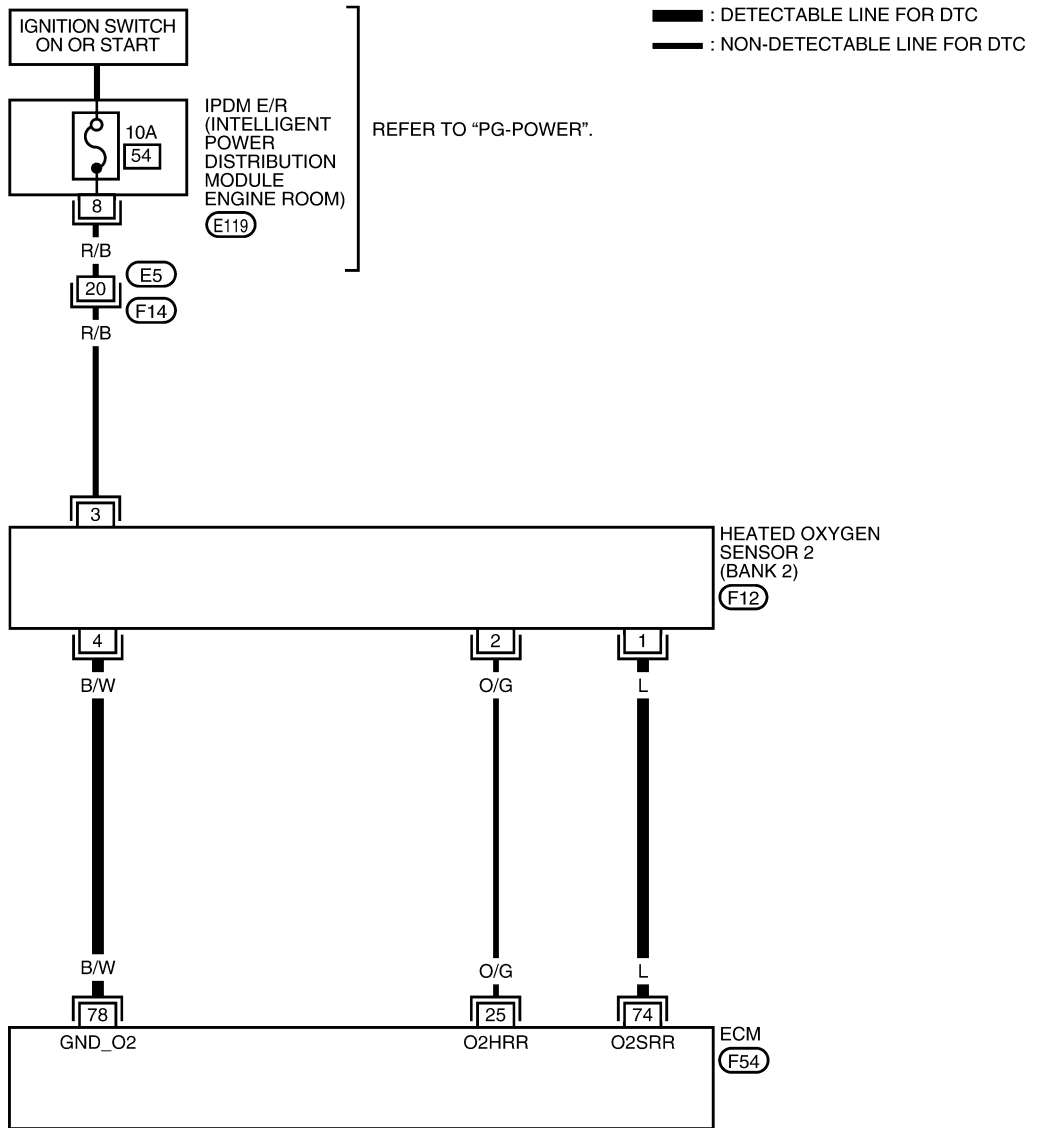 IGNITION SWITCH
ON OR START
: DETECTABLE LINE FOR DTC
: NON-DETECTABLE LINE FOR DTC
10A
54
IPDM E/R
(INTELLIGENT
POWER
DISTRIBUTION
MODULE
ENGINE ROOM)
E119
REFER TO “PG-POWER”.
8
R/B
20
E5
F14
R/B
3
HEATED OXYGEN
SENSOR 2
(BANK 2)
F12
4
2
1
B/W
O/G
L
B/W
O/G
L
78
25
74
GND_O2
O2HRR
O2SRR
ECM
F54